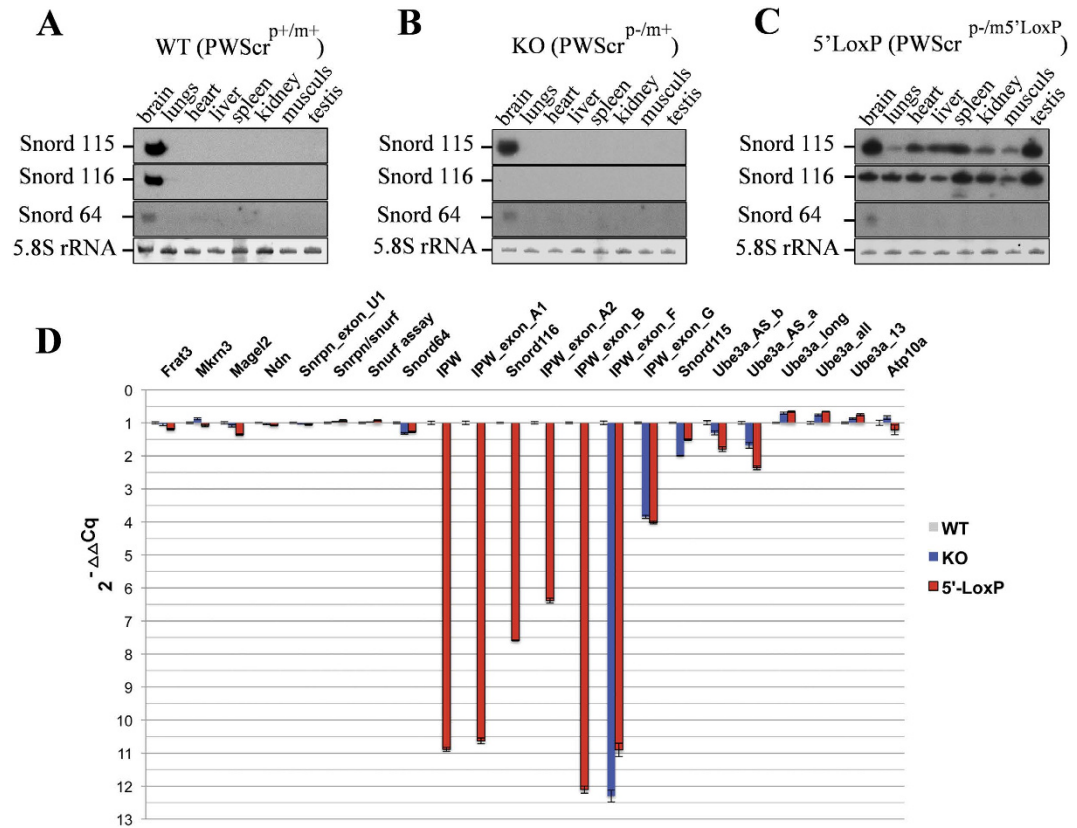 A
WT (PWScr p+/m+)
brain
lungs
heart
liver
spleen
kidney
musculs
testis
Snord 115
Snord 116
Snord 64
5.8S rRNA
B
KO (PWScr p-/m+)
brain
lungs
heart
liver
spleen
kidney
musculs
testis
Snord 115
Snord 116
Snord 64
5.8S rRNA
C
5'LoxP (PWScr p-/m5'LoxP)
brain
lungs
heart
liver
spleen
kidney
musculs
testis
Snord 115
Snord 116
Snord 64
5.8S rRNA
D
Frat3
Mkrn3
Magel2
Ndn
Snrpn_exon_U1
Snrpn/snurf
Snurf assay
Snord64
IPW
IPW_exon_A1
Snord116
IPW_exon_A2
IPW_exon_B
IPW_exon_F
IPW_exon_G
Snord115
Ube3a_AS_b
Ube3a_AS_a
Ube3a_long
Ube3a_all
Ube3a_13
Atp10a
2^-ΔΔCq
0
1
2
3
4
5
6
7
8
9
10
11
12
13
WT
KO
5'-LoxP